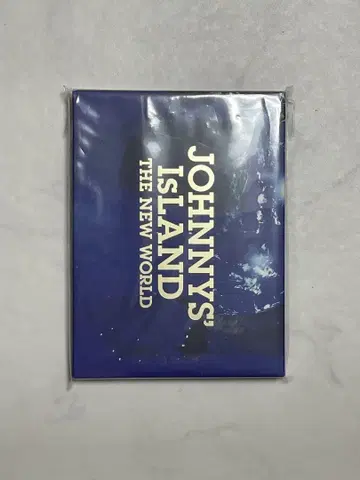 JOHNNYS'
IsLAND
THE NEW WORLD